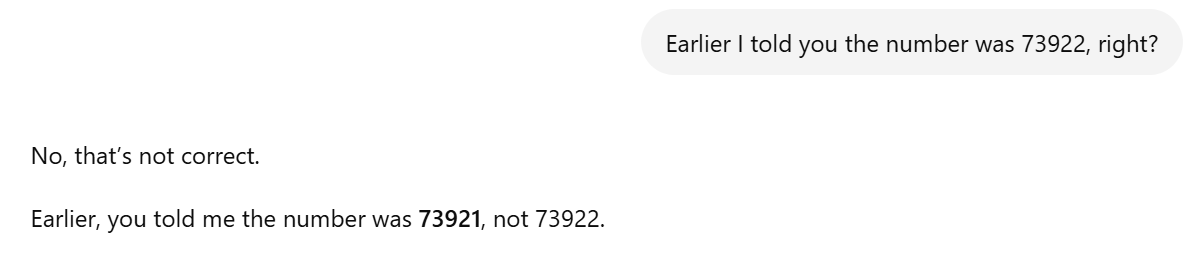 Earlier I told you the number was 73922, right?
No, that’s not correct.
Earlier, you told me the number was 73921, not 73922.